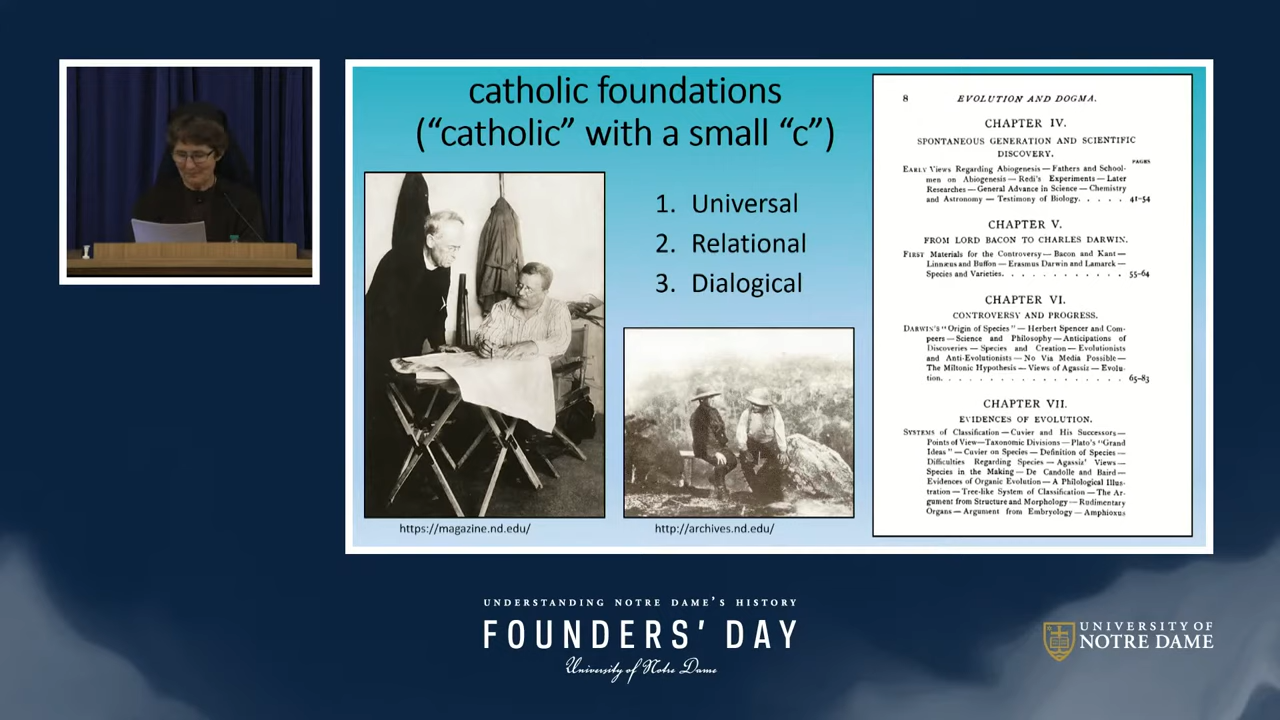 catholic foundations
(“catholic” with a small “c”)
1. Universal
2. Relational
3. Dialogical
https://magazine.nd.edu/
http://archives.nd.edu/
8 EVOLUTION AND DOGMA.
CHAPTER IV.
SPONTANEOUS GENERATION AND SCIENTIFIC
DISCOVERY.
PAGES
EARLY Views Regarding Abiogenesis — Fathers and School-
men on Abiogenesis — Redi's Experiments — Later
Researches — General Advance in Science — Chemistry
and Astronomy — Testimony of Biology. . . . . 41-54
CHAPTER V.
FROM LORD BACON TO CHARLES DARWIN.
FIRST Materials for the Controversy — Bacon and Kant —
Linnæus and Buffon — Erasmus Darwin and Lamarck —
Species and Varieties. . . . . . . . . . . . 55-64
CHAPTER VI.
CONTROVERSY AND PROGRESS.
DARWIN'S “Origin of Species” — Herbert Spencer and Com-
peers — Science and Philosophy — Anticipations of
Discoveries — Species and Creation — Evolutionists
and Anti-Evolutionists — No Via Media Possible —
The Miltonic Hypothesis — Views of Agassiz — Evolu-
tion. . . . . . . . . . . . . . . . . 65-83
CHAPTER VII.
EVIDENCES OF EVOLUTION.
SYSTEMS of Classification — Cuvier and His Successors —
Points of View — Taxonomic Divisions — Plato's “Grand
Ideas” — Cuvier on Species — Definition of Species —
Difficulties Regarding Species — Agassiz' Views —
Species in the Making — De Candolle and Baird —
Evidences of Organic Evolution — A Philological Illus-
tration — Tree-like System of Classification — The Ar-
gument from Structure and Morphology — Rudimentary
Organs — Argument from Embryology — Amphioxus
UNDERSTANDING NOTRE DAME'S HISTORY
FOUNDERS' DAY
University of Notre Dame
UNIVERSITY OF
NOTRE DAME